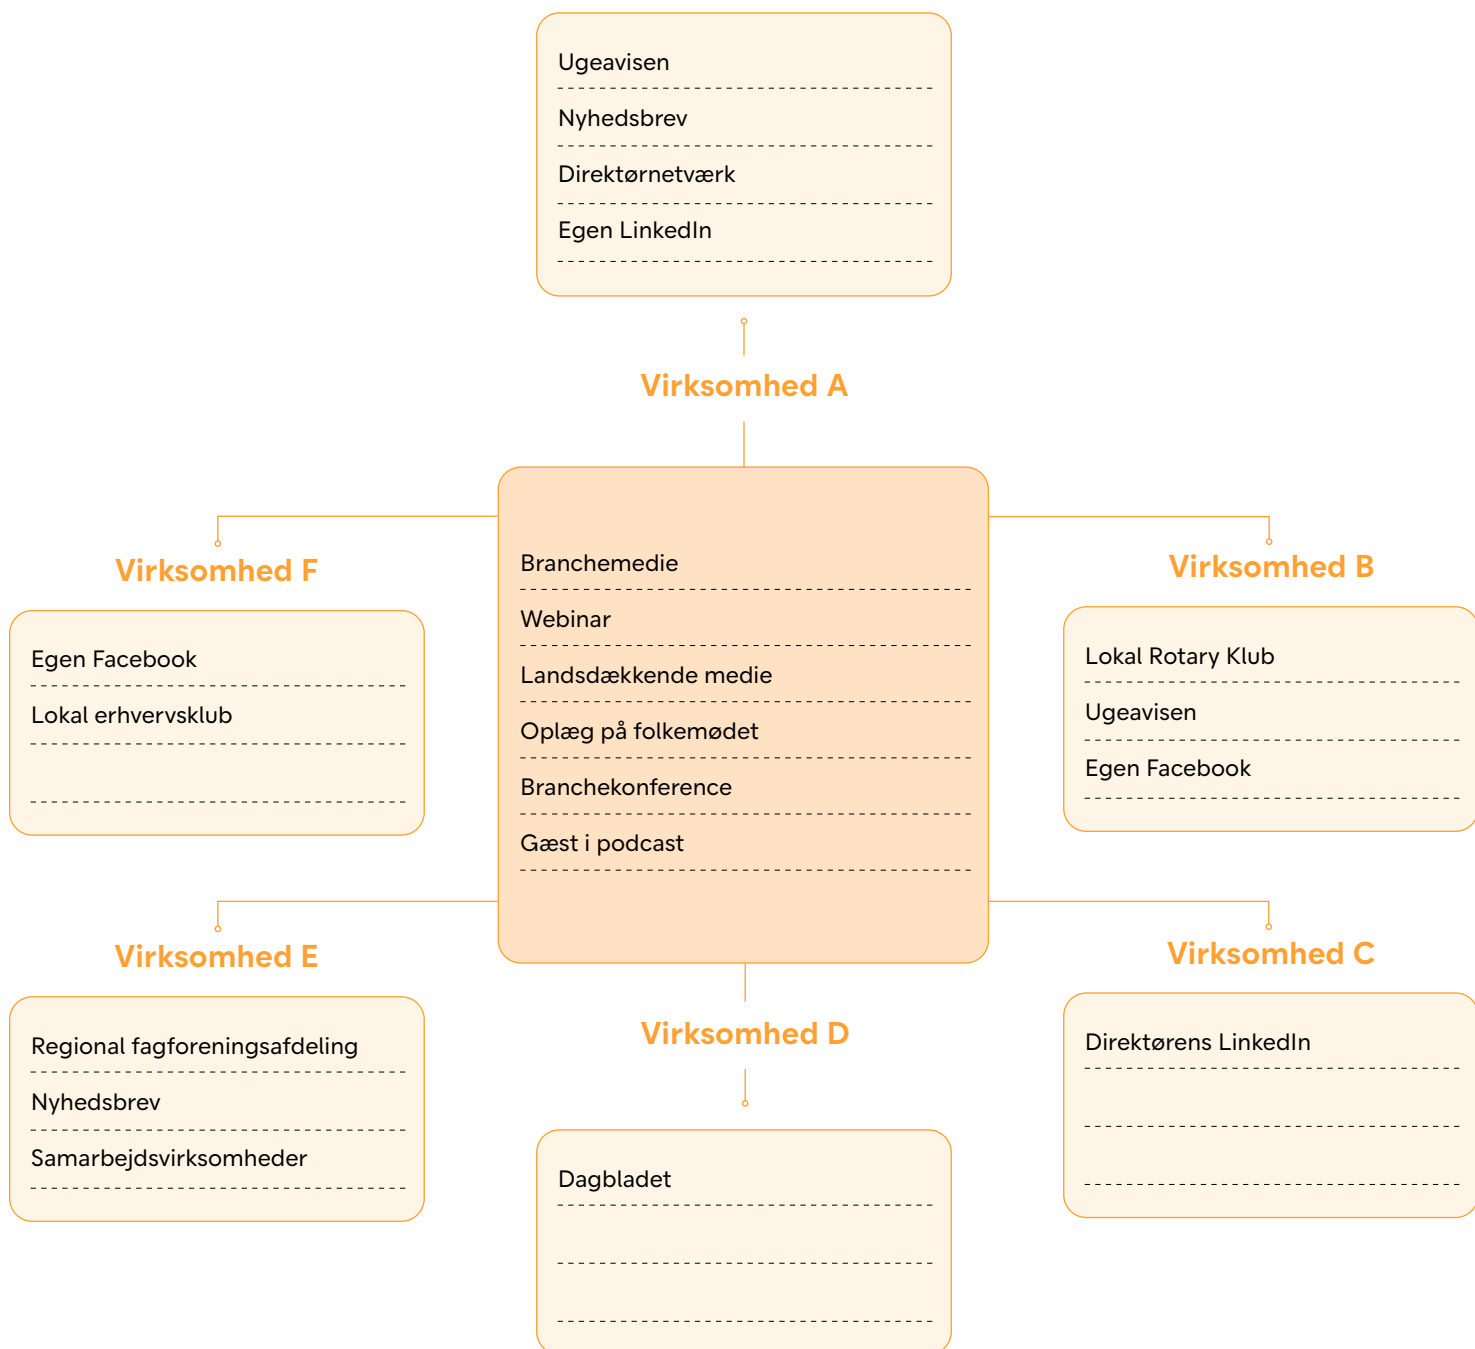 Ugeavisen
Nyhedsbrev
Direktørnetværk
Egen LinkedIn
Virksomhed A
Branchemedie
Webinar
Landsdækkende medie
Oplæg på folkemødet
Branchekonference
Gæst i podcast
Virksomhed F
Egen Facebook
Lokal erhvervsklub
Virksomhed B
Lokal Rotary Klub
Ugeavisen
Egen Facebook
Virksomhed E
Regional fagforeningsafdeling
Nyhedsbrev
Samarbejdsvirksomheder
Virksomhed D
Dagbladet
Virksomhed C
Direktørens LinkedIn